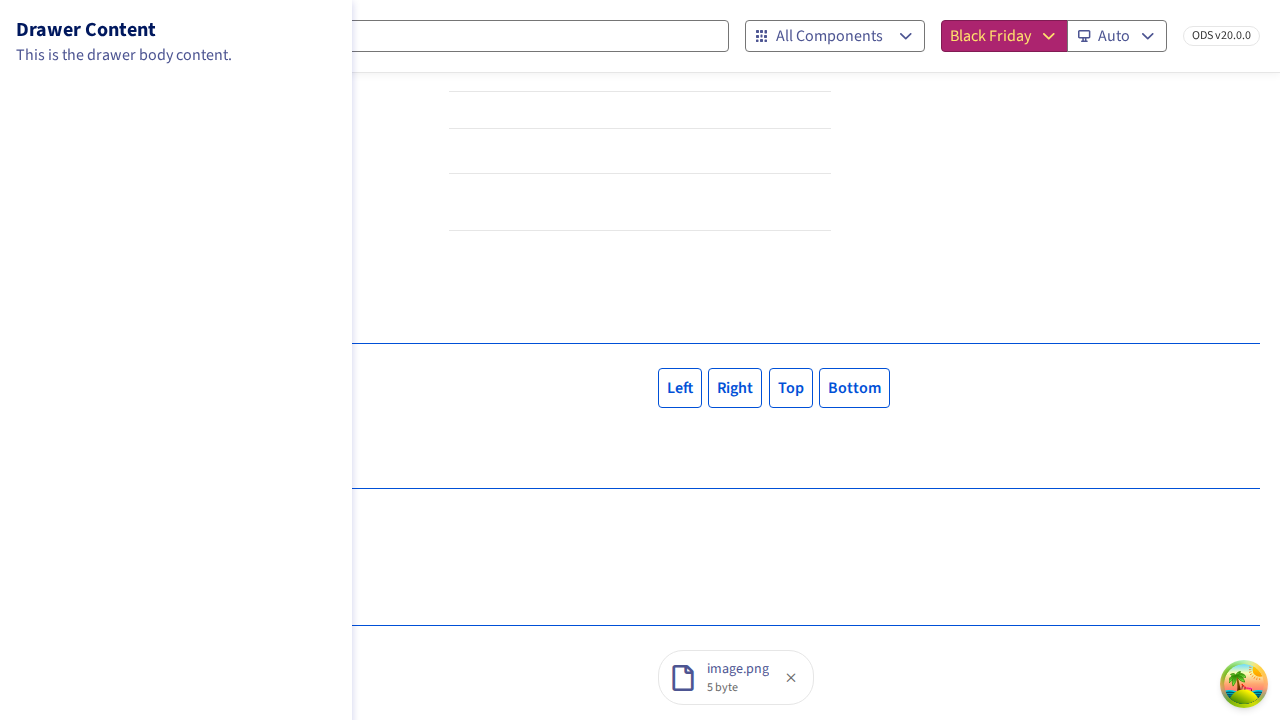 Drawer Content
This is the drawer body content.
All Components
Black Friday
Auto
ODS v20.0.0
Left
Right
Top
Bottom
image.png
5 byte